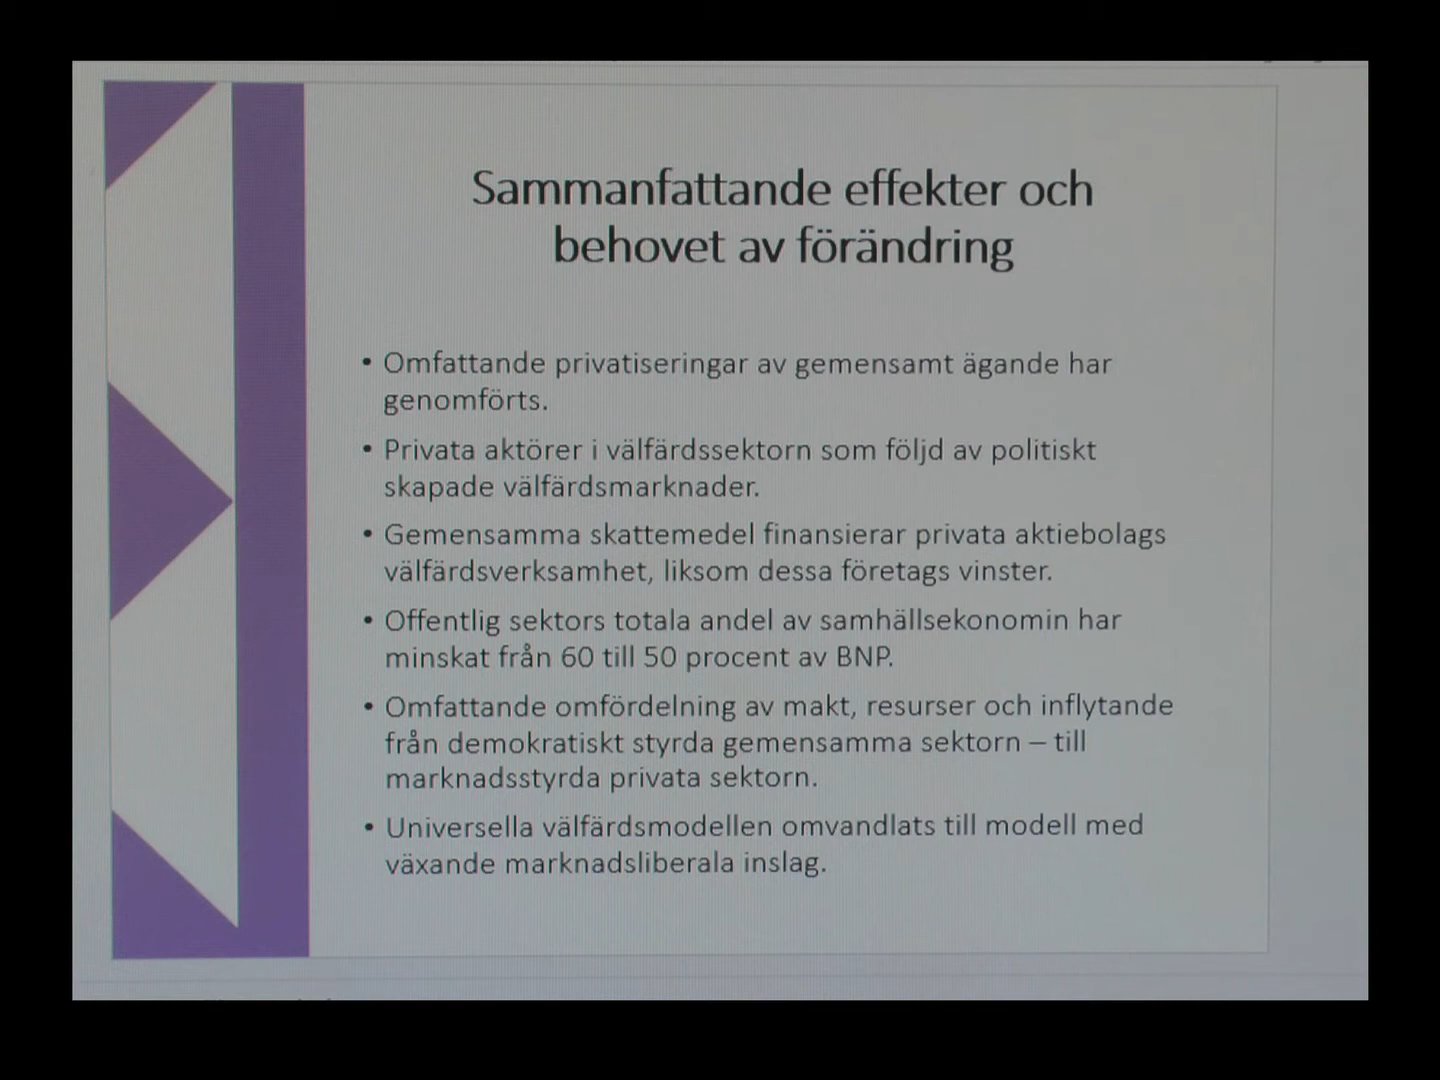 Sammanfattande effekter och
behovet av förändring
• Omfattande privatiseringar av gemensamt ägande har
genomförts.
• Privata aktörer i välfärdssektorn som följd av politiskt
skapade välfärdsmarknader.
• Gemensamma skattemedel finansierar privata aktiebolags
välfärdsverksamhet, liksom dessa företags vinster.
• Offentlig sektors totala andel av samhällsekonomin har
minskat från 60 till 50 procent av BNP.
• Omfattande omfördelning av makt, resurser och inflytande
från demokratiskt styrda gemensamma sektorn – till
marknadsstyrda privata sektorn.
• Universella välfärdsmodellen omvandlats till modell med
växande marknadsliberala inslag.